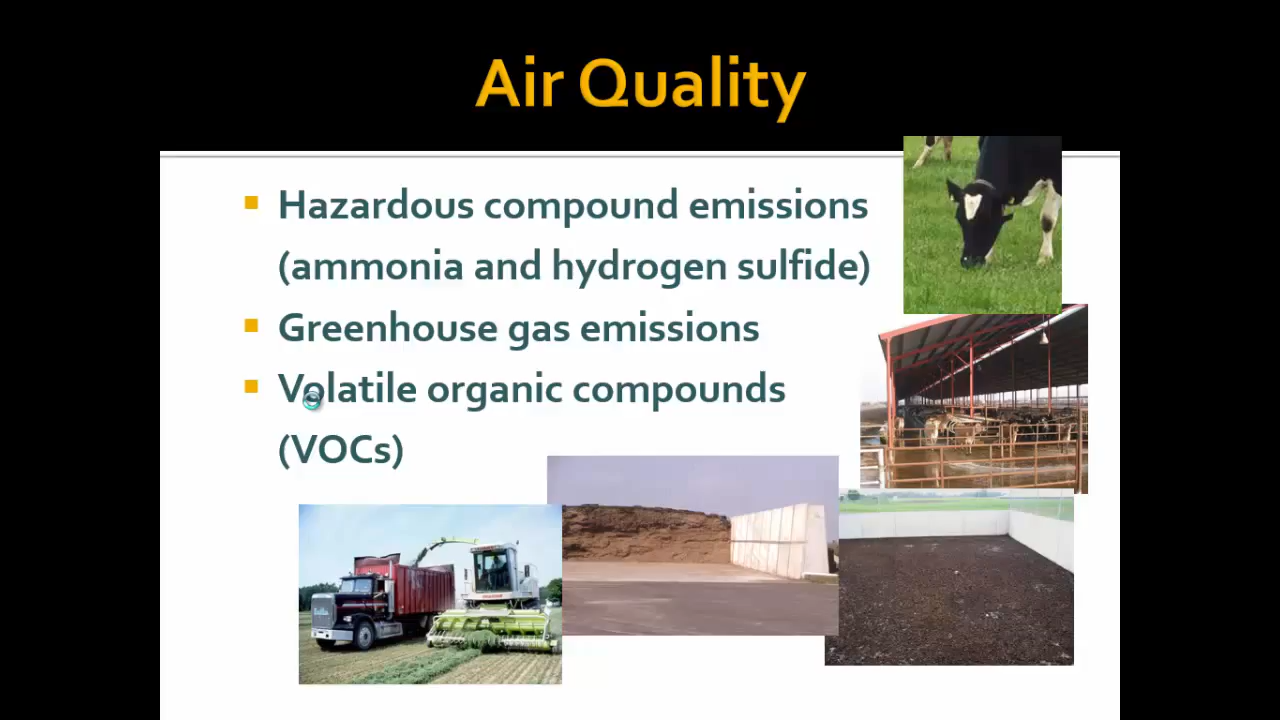 Air Quality
Hazardous compound emissions
(ammonia and hydrogen sulfide)
Greenhouse gas emissions
Volatile organic compounds
(VOCs)